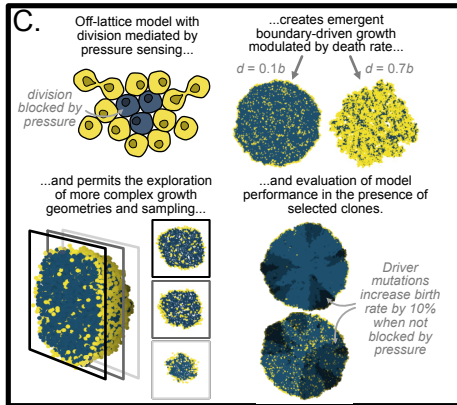 C.
Off-lattice model with
division mediated by
pressure sensing...
division
blocked by
pressure
...creates emergent
boundary-driven growth
modulated by death rate...
d = 0.1b
d = 0.7b
...and permits the exploration
of more complex growth
geometries and sampling...
...and evaluation of model
performance in the presence of
selected clones.
Driver
mutations
increase birth
rate by 10%
when not
blocked by
pressure